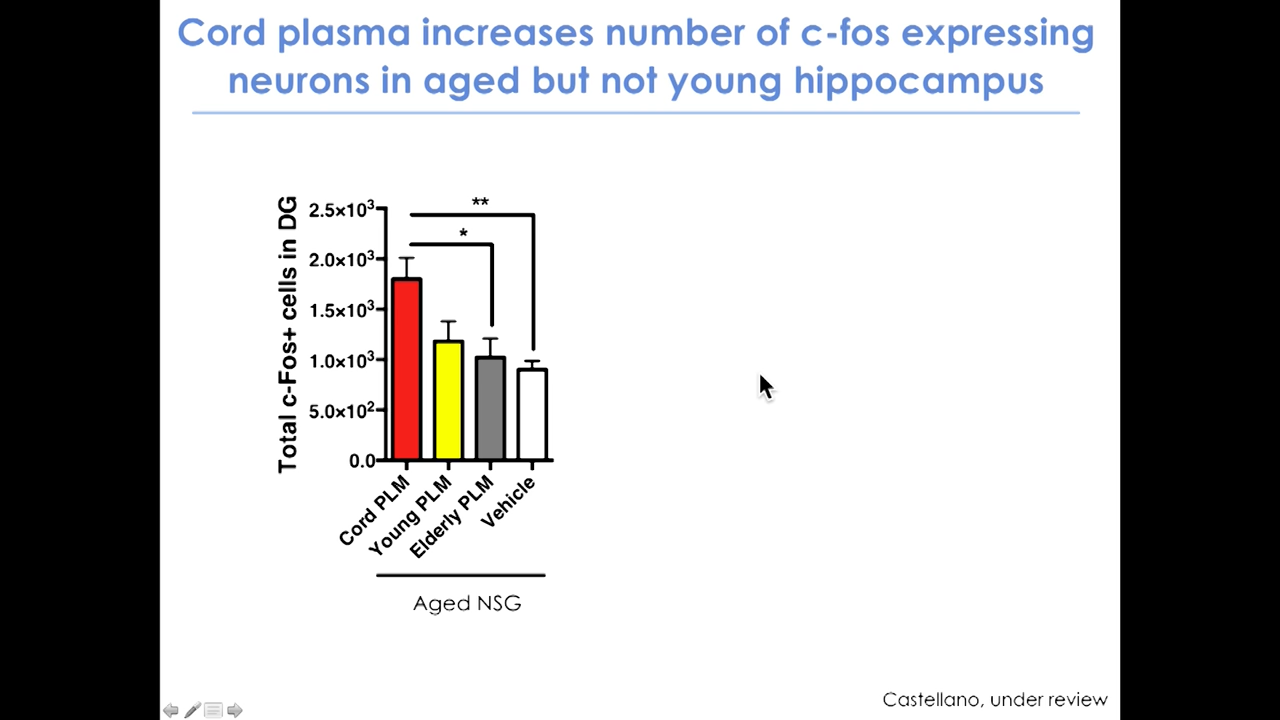 Cord plasma increases number of c-fos expressing
neurons in aged but not young hippocampus
Total c-Fos+ cells in DG
2.5×10³
2.0×10³
1.5×10³
1.0×10³
5.0×10²
0.0
**
*
Cord PLM
Young PLM
Elderly PLM
Vehicle
Aged NSG
Castellano, under review